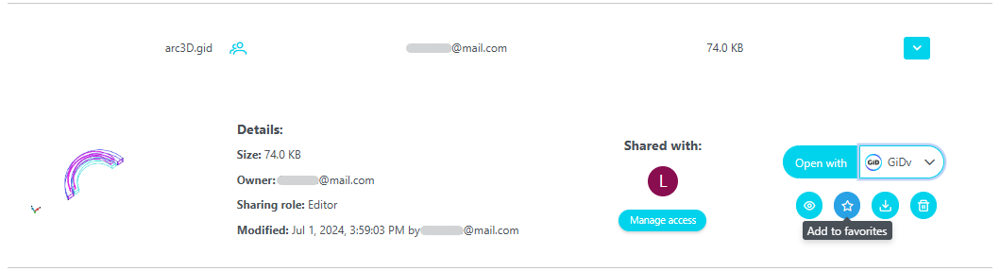 arc3D.gid @mail.com 74.0 KB
Details:
Size: 74.0 KB
Owner: @mail.com
Sharing role: Editor
Modified: Jul 1, 2024, 3:59:03 PM by @mail.com
Shared with:
L
Manage access
Open with GiD GiDv
Add to favorites